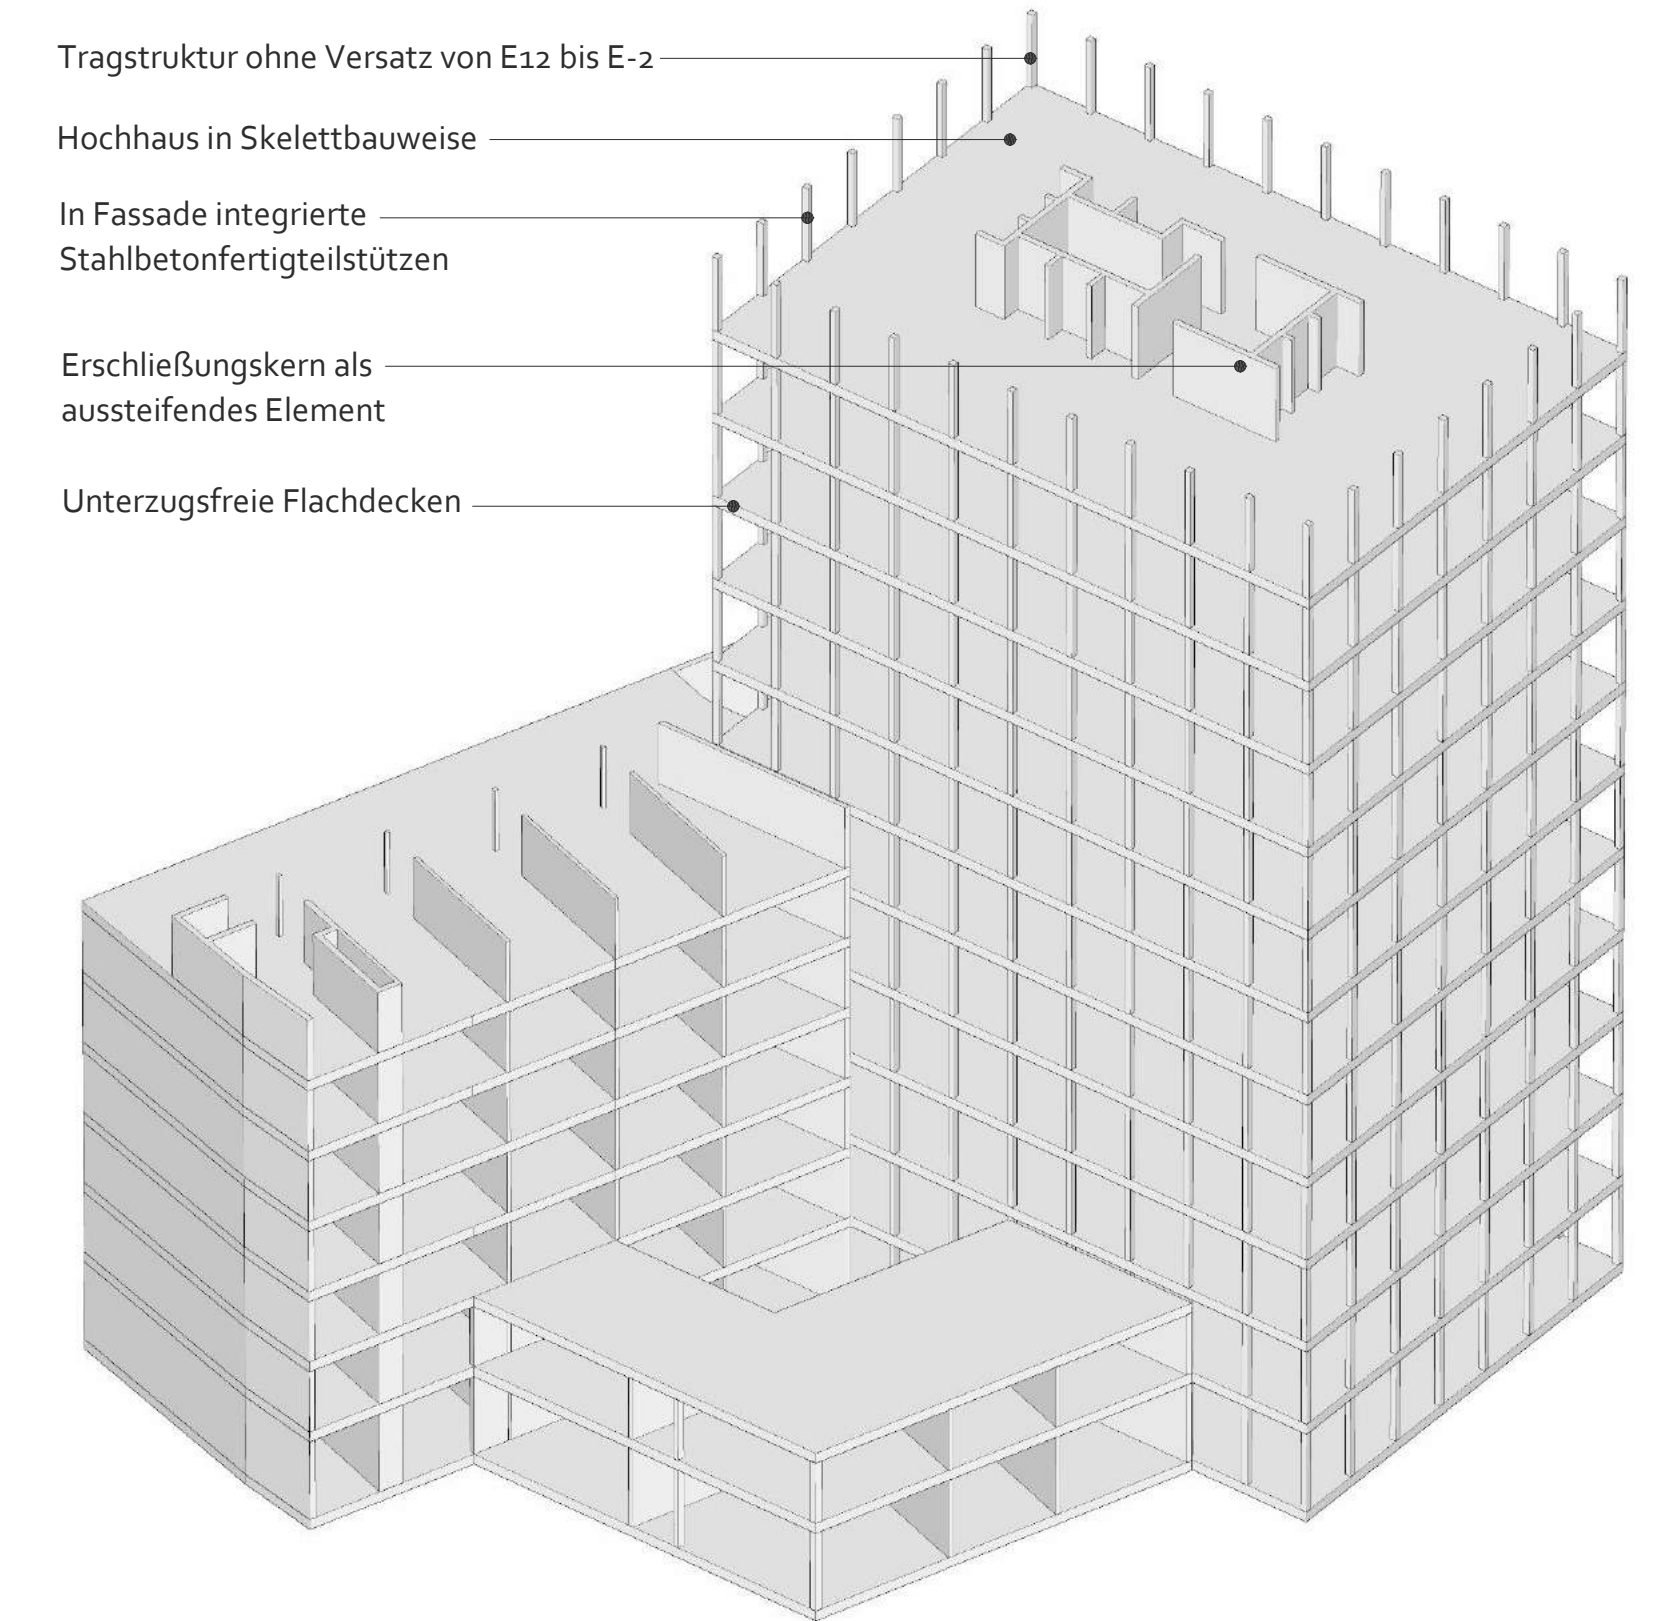 Tragstruktur ohne Versatz von E12 bis E-2
Hochhaus in Skelettbauweise
In Fassade integrierte
Stahlbetonfertigteilstützen
Erschließungskern als
aussteifendes Element
Unterzugsfreie Flachdecken